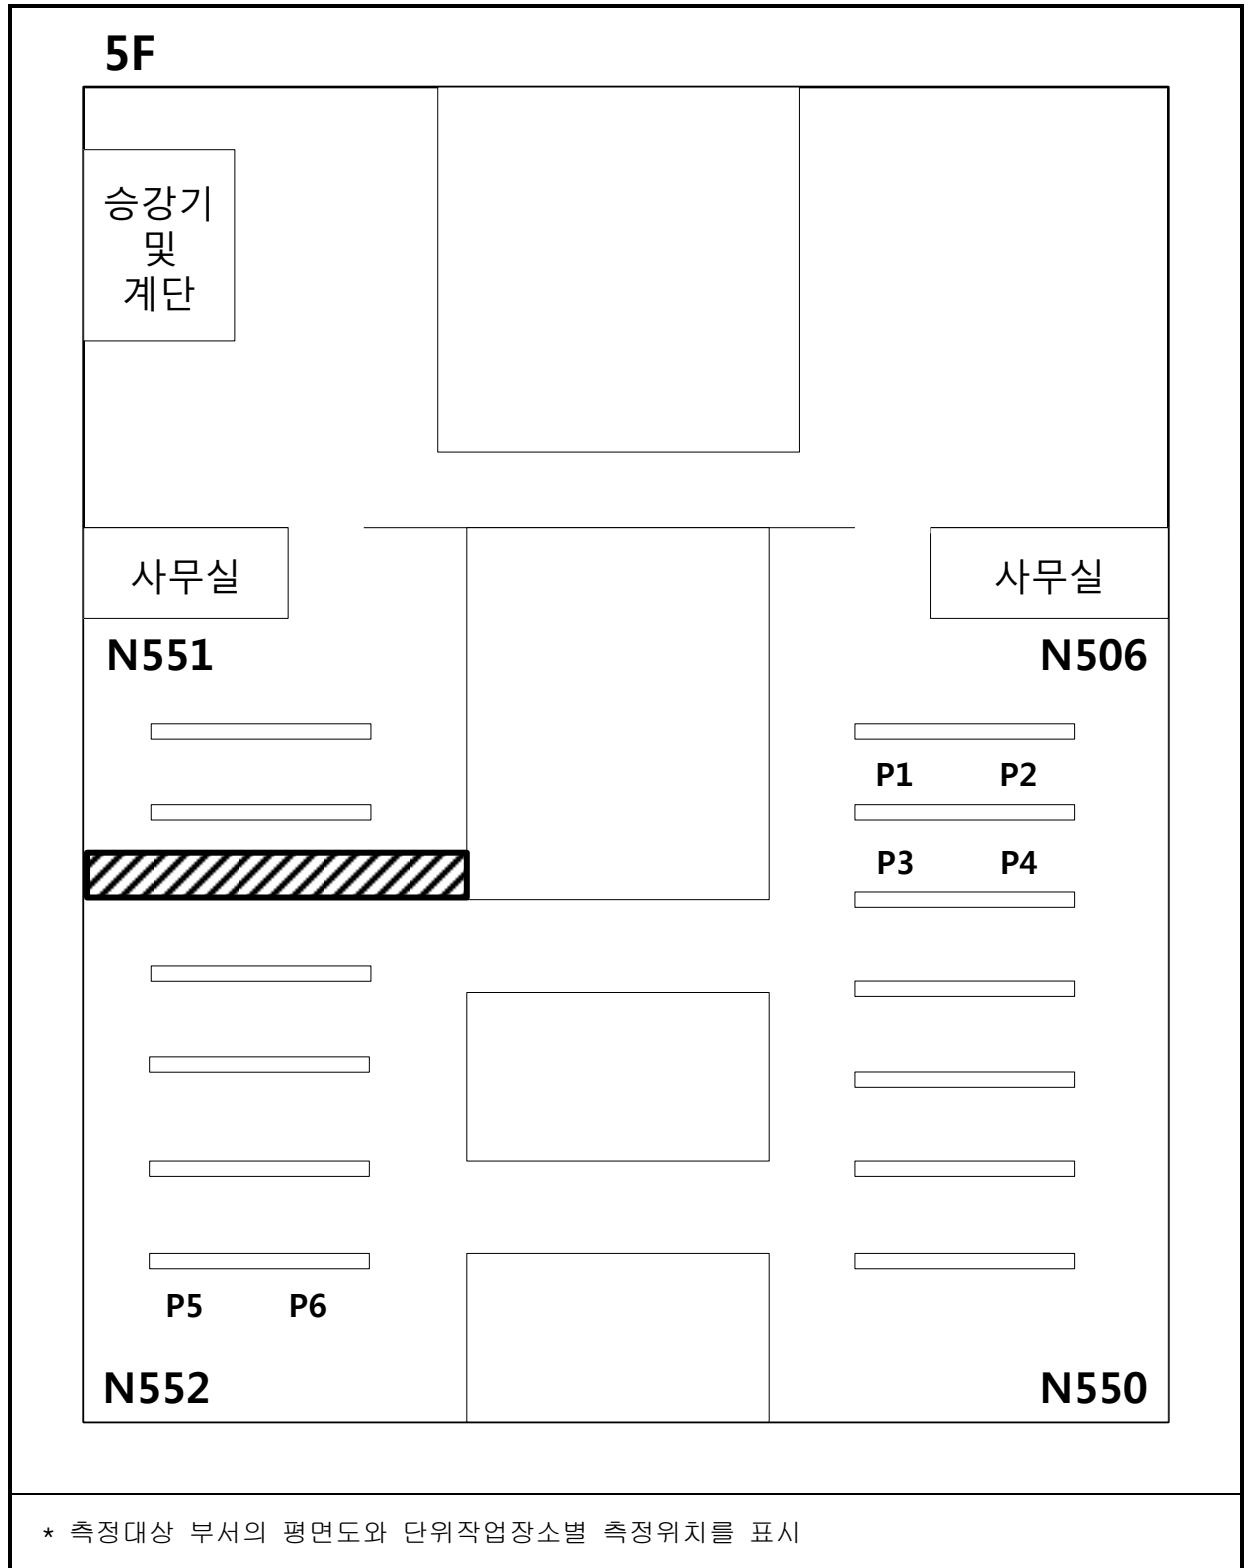 5F
승강기
및
계단
사무실
사무실
N551
N506
P1 P2
P3 P4
P5 P6
N552
N550
* 측정대상 부서의 평면도와 단위작업장소별 측정위치를 표시